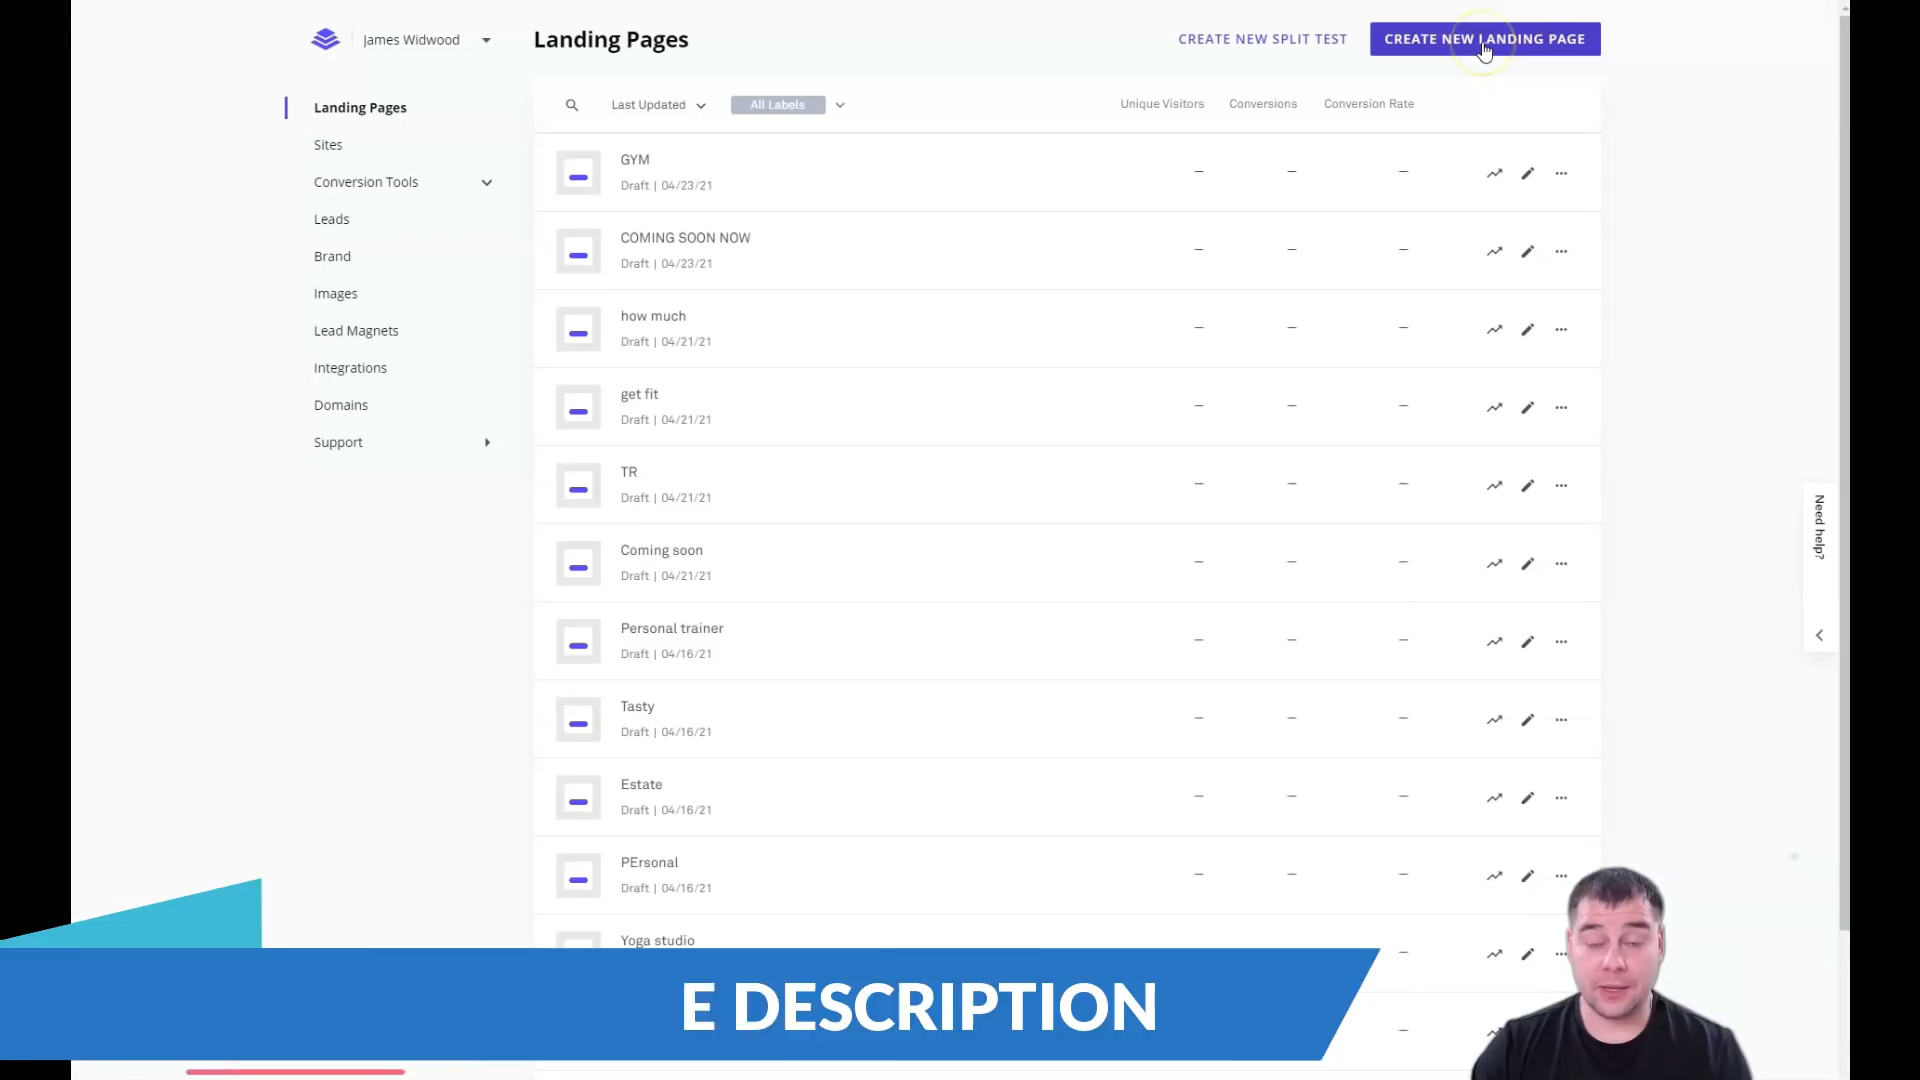 James Widwood
Landing Pages
CREATE NEW SPLIT TEST
CREATE NEW LANDING PAGE
Landing Pages
Sites
Conversion Tools
Leads
Brand
Images
Lead Magnets
Integrations
Domains
Support
Last Updated
All Labels
Unique Visitors
Conversions
Conversion Rate
GYM
Draft | 04/23/21
COMING SOON NOW
Draft | 04/23/21
how much
Draft | 04/21/21
get fit
Draft | 04/21/21
TR
Draft | 04/21/21
Coming soon
Draft | 04/21/21
Personal trainer
Draft | 04/16/21
Tasty
Draft | 04/16/21
Estate
Draft | 04/16/21
PErsonal
Draft | 04/16/21
Yoga studio
Need help?
E DESCRIPTION